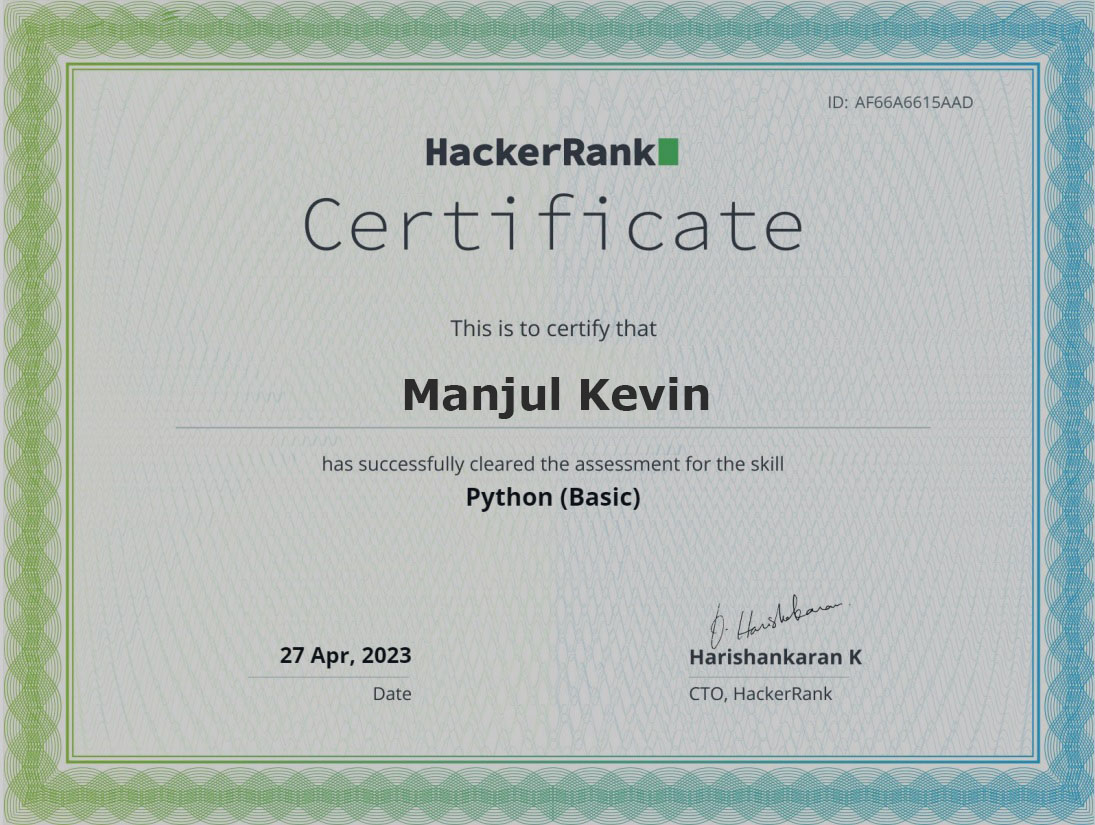 ID: AF66A6615AAD
HackerRank
Certificate
This is to certify that
Manjul Kevin
has successfully cleared the assessment for the skill
Python (Basic)
27 Apr, 2023
Date
Harishankaran K
CTO, HackerRank